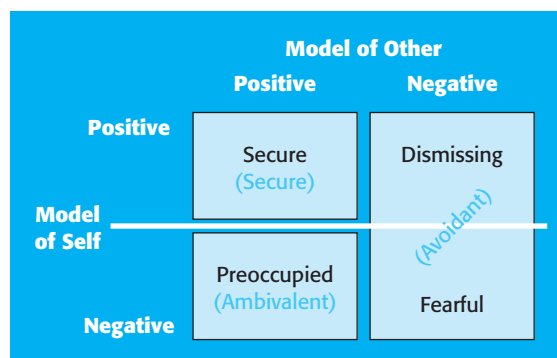 Model of Other
Positive Negative
Positive
Secure
(Secure)
Dismissing
Model
of Self
(Avoidant)
Preoccupied
(Ambivalent)
Fearful
Negative